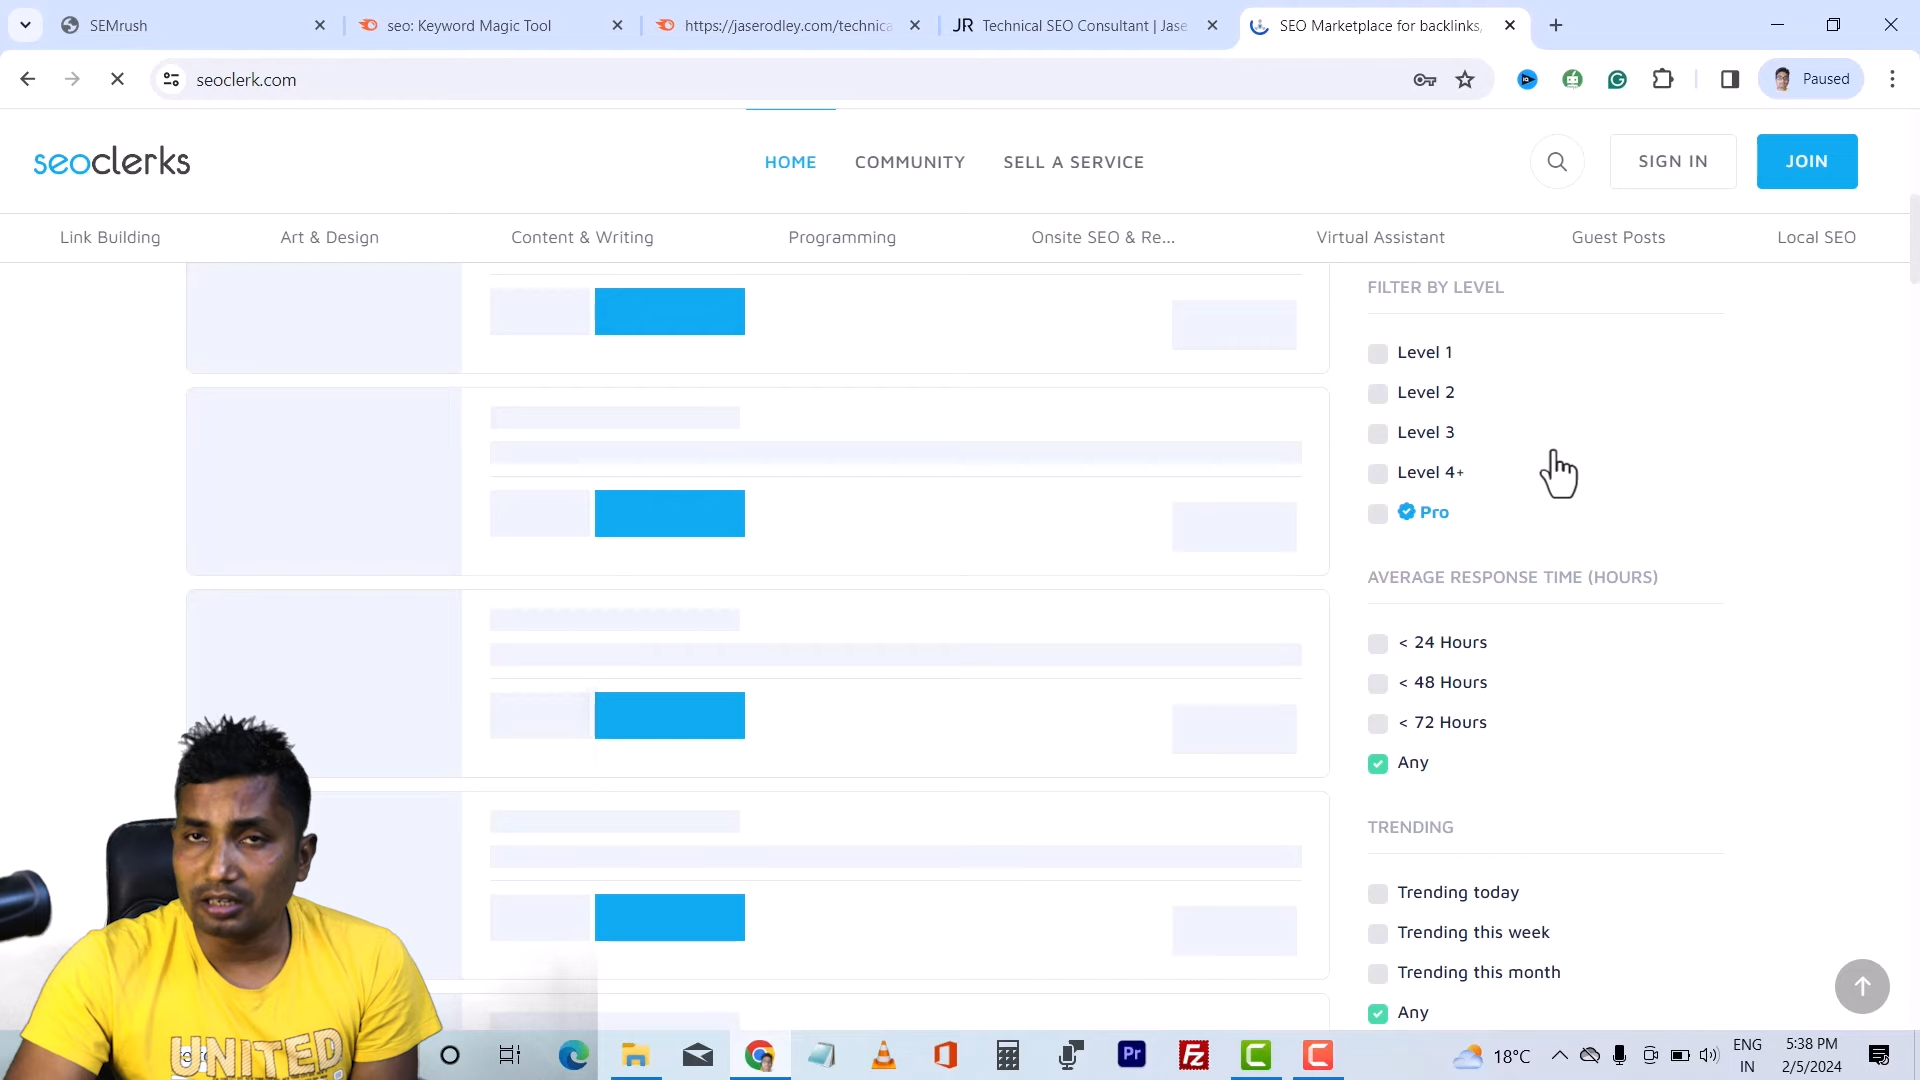 SEMrush
seo: Keyword Magic Tool
https://jaserodley.com/technica
JR Technical SEO Consultant | Jase
SEO Marketplace for backlinks,
seoclerk.com
Paused
seoclerks
HOME
COMMUNITY
SELL A SERVICE
SIGN IN
JOIN
Link Building
Art & Design
Content & Writing
Programming
Onsite SEO & Re...
Virtual Assistant
Guest Posts
Local SEO
FILTER BY LEVEL
Level 1
Level 2
Level 3
Level 4+
Pro
AVERAGE RESPONSE TIME (HOURS)
< 24 Hours
< 48 Hours
< 72 Hours
Any
TRENDING
Trending today
Trending this week
Trending this month
Any
UNITED
Pr
18°C
ENG
IN
5:38 PM
2/5/2024